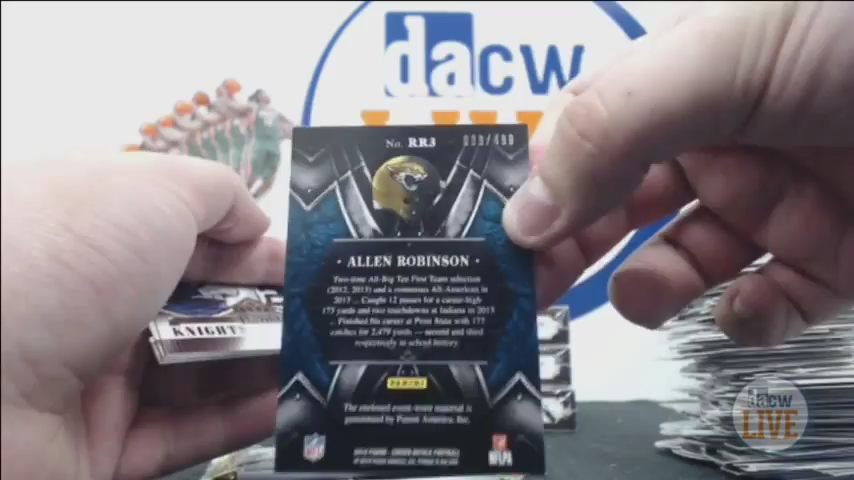 dacw
No. RR3
/499
• ALLEN ROBINSON •
Two-time All-Big Ten First Team selection
(2012, 2013) and a consensus All-American in
2013 ... Caught 12 passes for a career-high
173 yards and two touchdowns at Indiana in 2013
... Finished his career at Penn State with 177
catches for 2,479 yards — second and third
respectively in school history.
KNIGHTS
PANINI
The enclosed event-worn material is
guaranteed by Panini America, Inc.
NFL
NFLPA
dacw
LIVE